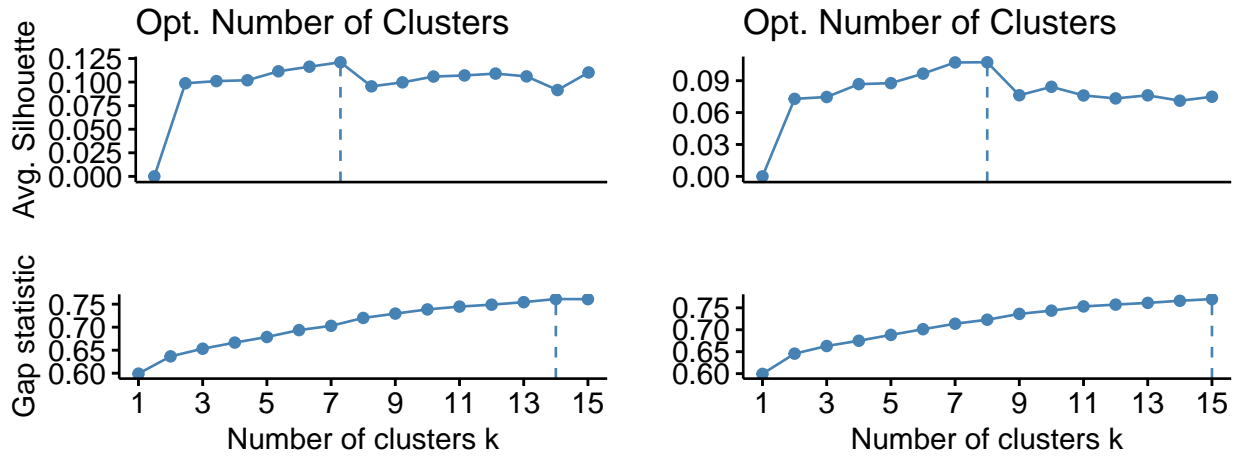 Opt. Number of Clusters
Avg. Silhouette
0.125
0.100
0.075
0.050
0.025
0.000
Gap statistic
0.75
0.70
0.65
0.60
1 3 5 7 9 11 13 15
Number of clusters k
Opt. Number of Clusters
0.09
0.06
0.03
0.00
0.75
0.70
0.65
0.60
1 3 5 7 9 11 13 15
Number of clusters k